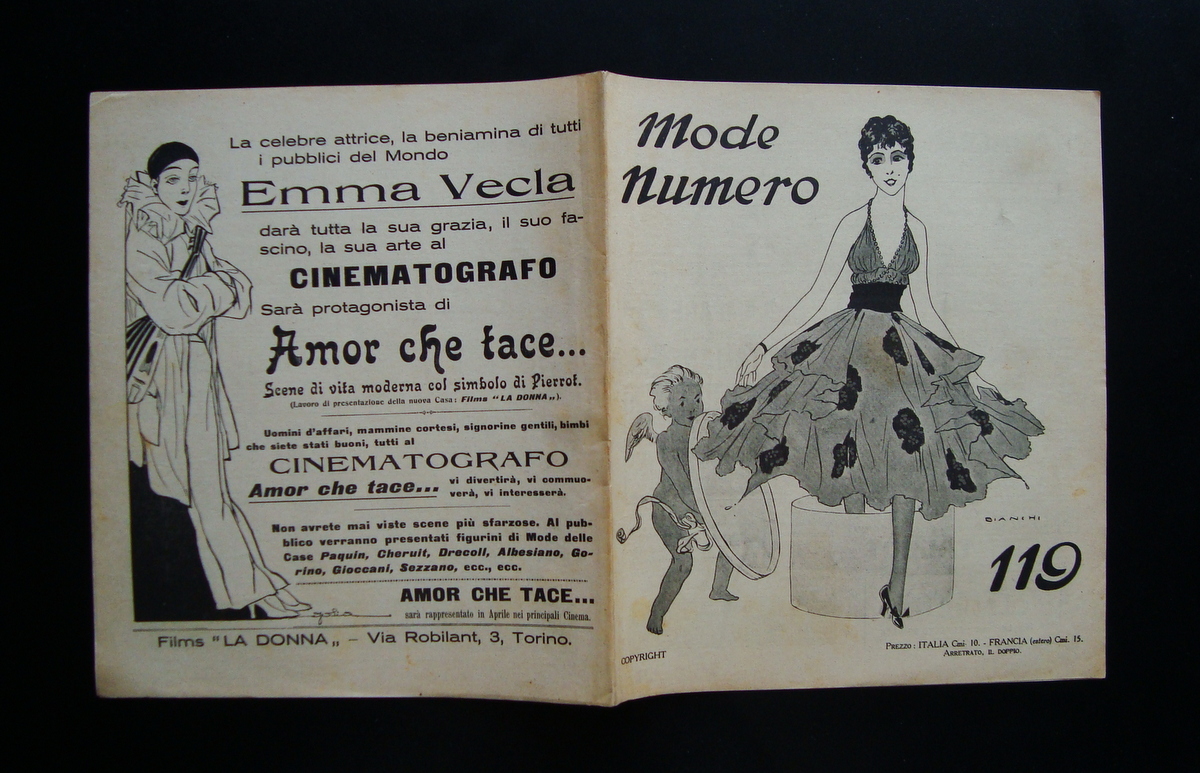 La celebre attrice, la beniamina di tutti
i pubblici del Mondo
Emma Vecla
darà tutta la sua grazia, il suo fa-
scino, la sua arte al
CINEMATOGRAFO
Sarà protagonista di
Amor che tace...
Scene di vita moderna col simbolo di Pierrot.
(Lavoro di presentazione della nuova Casa: Films "LA DONNA„).
Uomini d'affari, mammine cortesi, signorine gentili, bimbi
che siete stati buoni, tutti al
CINEMATOGRAFO
Amor che tace... vi divertirà, vi commuo-
verà, vi interesserà.
Non avrete mai viste scene più sfarzose. Al pub-
blico verranno presentati figurini di Mode delle
Case Paquin, Cheruit, Drecoll, Albesiano, Go-
rino, Gioccani, Sezzano, ecc., ecc.
AMOR CHE TACE...
sarà rappresentato in Aprile nei principali Cinema.
Films "LA DONNA„ - Via Robilant, 3, Torino.
Mode
Numero
BIANCHI
119
PREZZO: ITALIA Cmi 10. - FRANCIA (estero) Cmi. 15.
ARRETRATO, IL DOPPIO.
COPYRIGHT